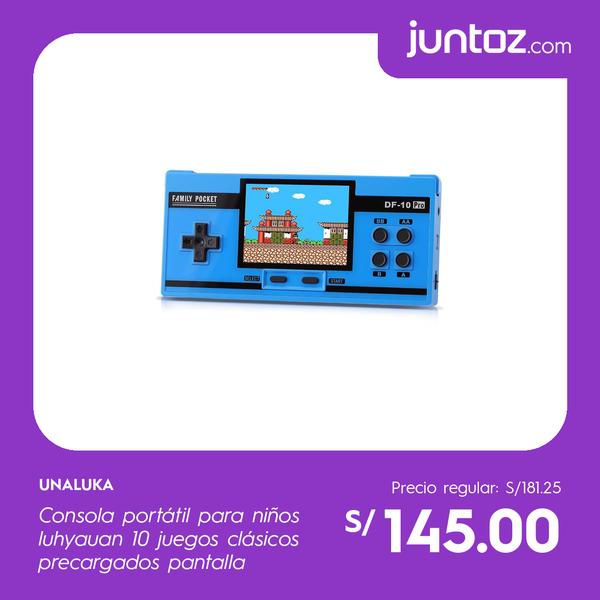 juntoz.com
FAMILY POCKET
DF-10 Pro
BB AA
B A
SELECT START
UNALUKA
Consola portátil para niños
luhyauan 10 juegos clásicos
precargados pantalla
Precio regular: S/181.25
S/145.00